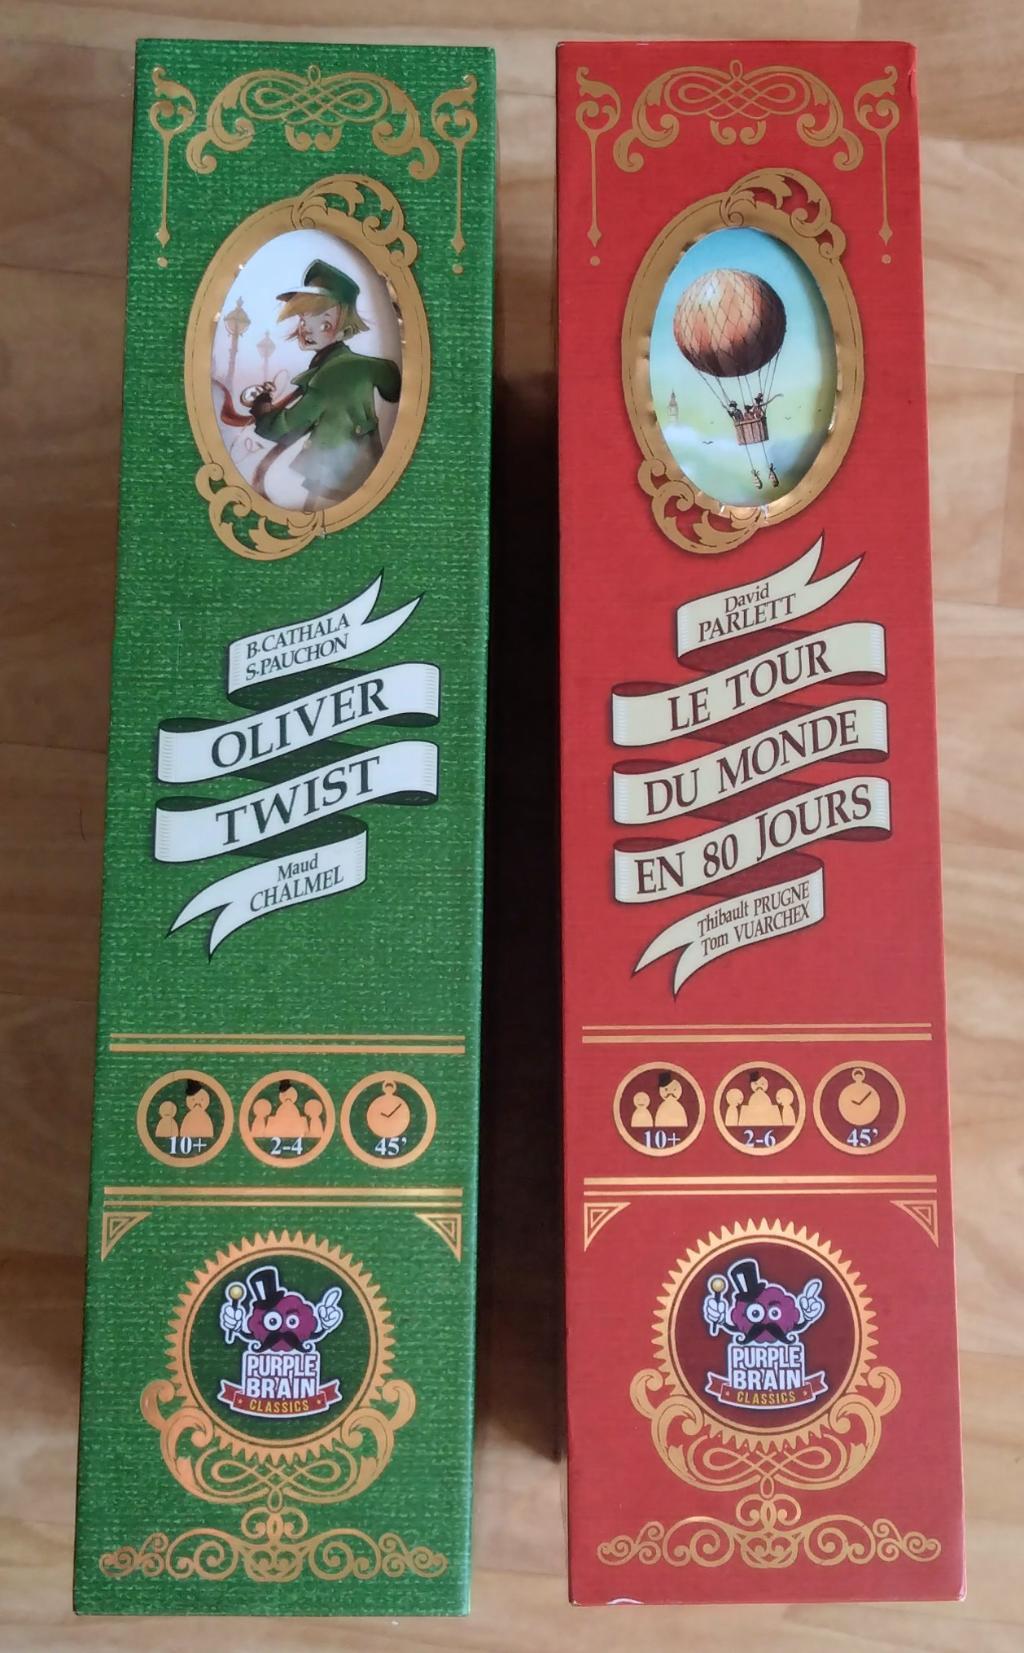 B.CATHALA
S.PAUCHON
OLIVER
TWIST
Maud
CHALMEL
10+
2-4
45'
PURPLE
BRAIN
CLASSICS
David
PARLETT
LE TOUR
DU MONDE
EN 80 JOURS
Thibault PRUGNE
Tom VUARCHEX
10+
2-6
45'
PURPLE
BRAIN
CLASSICS